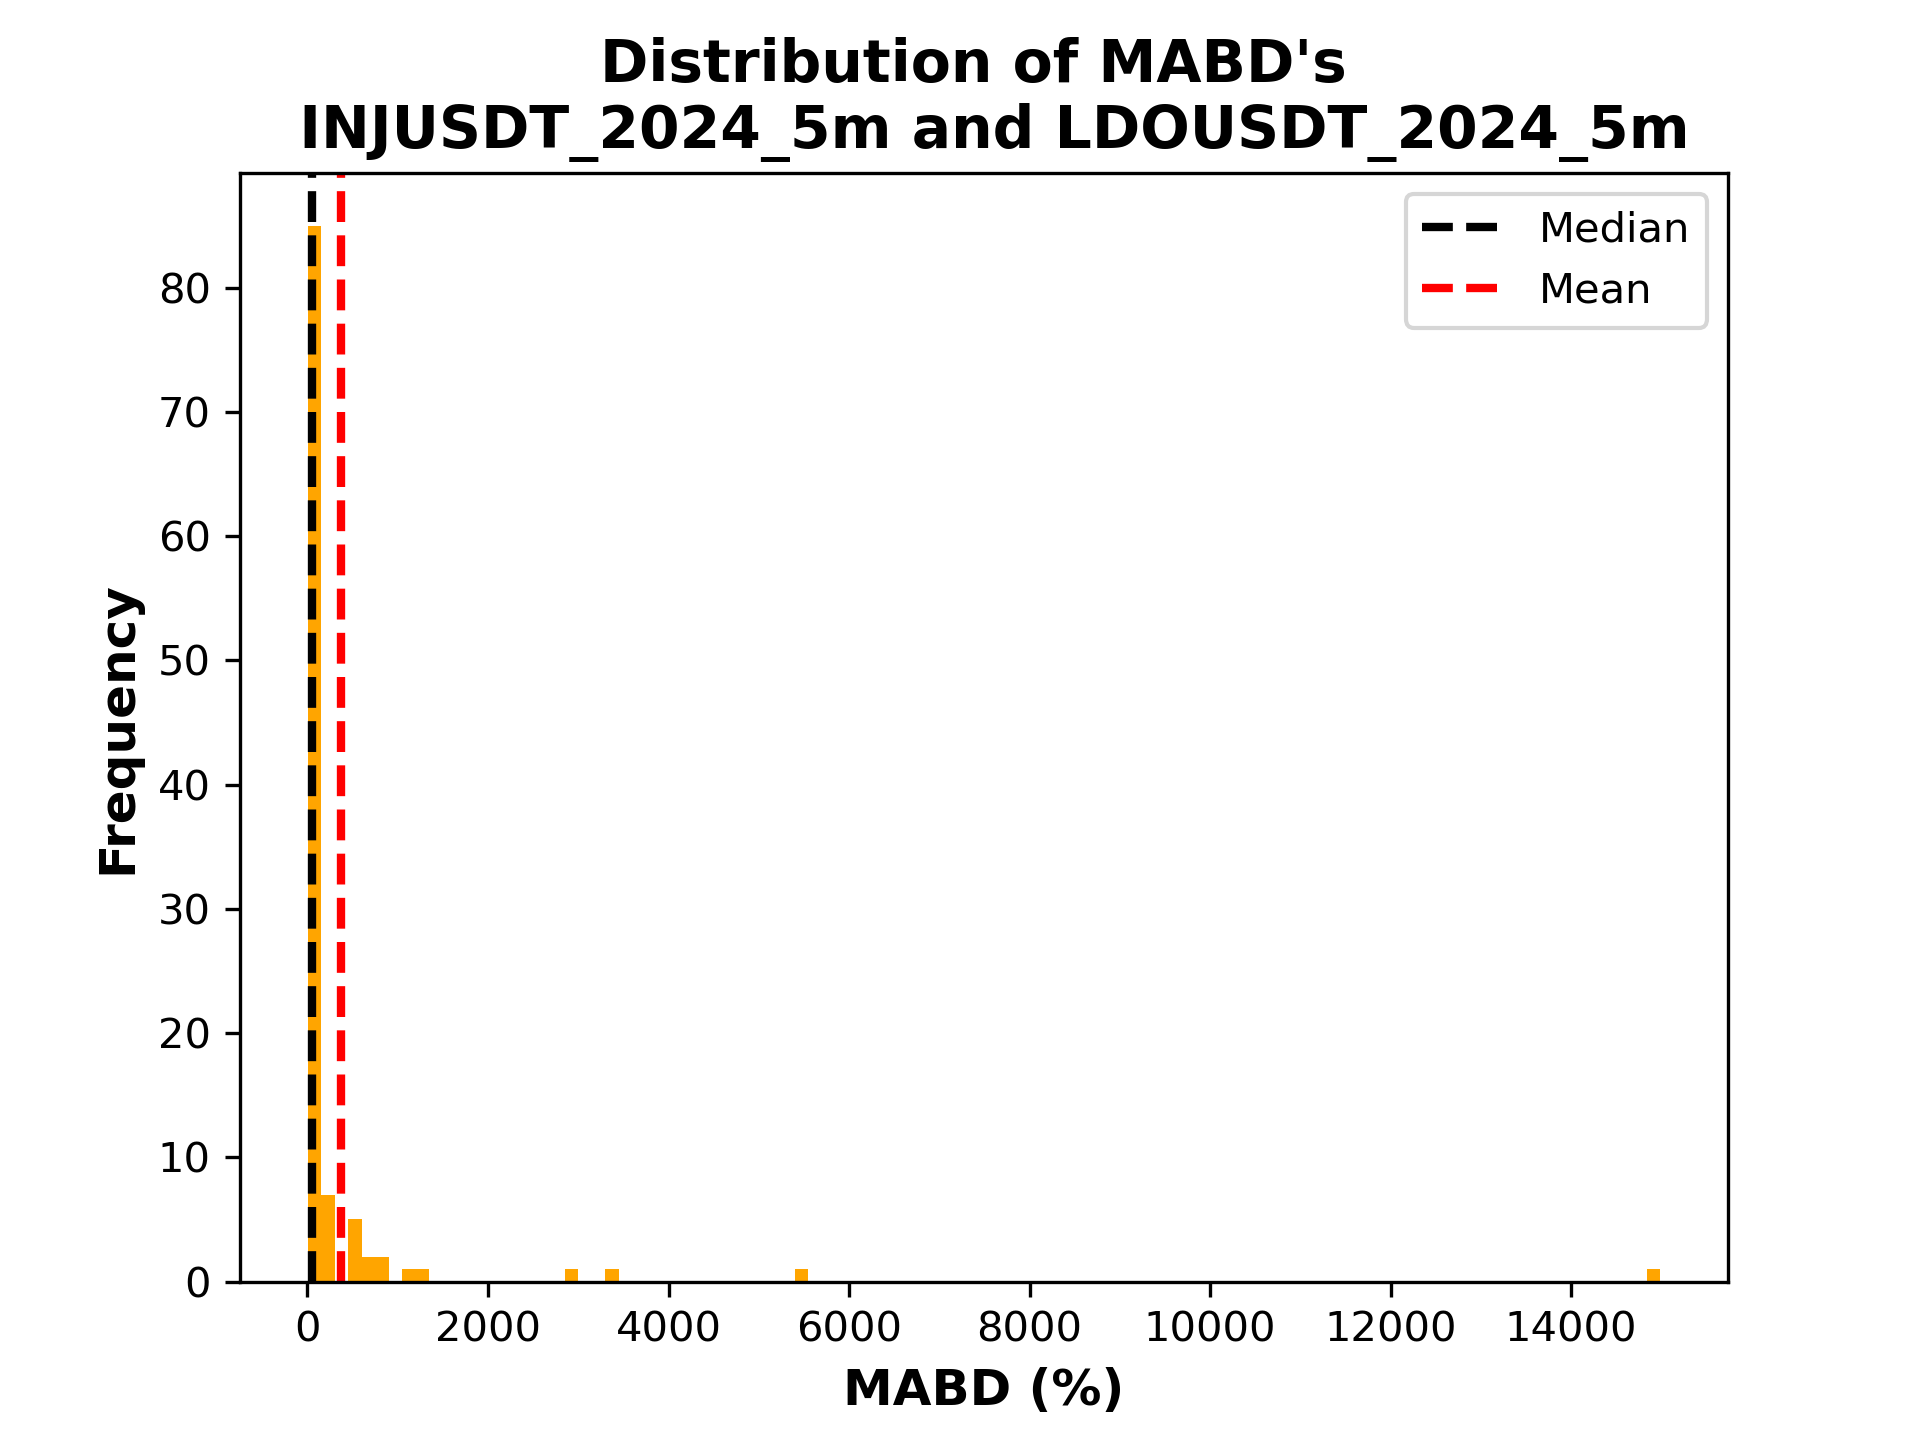 Distribution of MABD's
INJUSDT_2024_5m and LDOUSDT_2024_5m
Median
Mean
Frequency
80
70
60
50
40
30
20
10
0
0 2000 4000 6000 8000 10000 12000 14000
MABD (%)